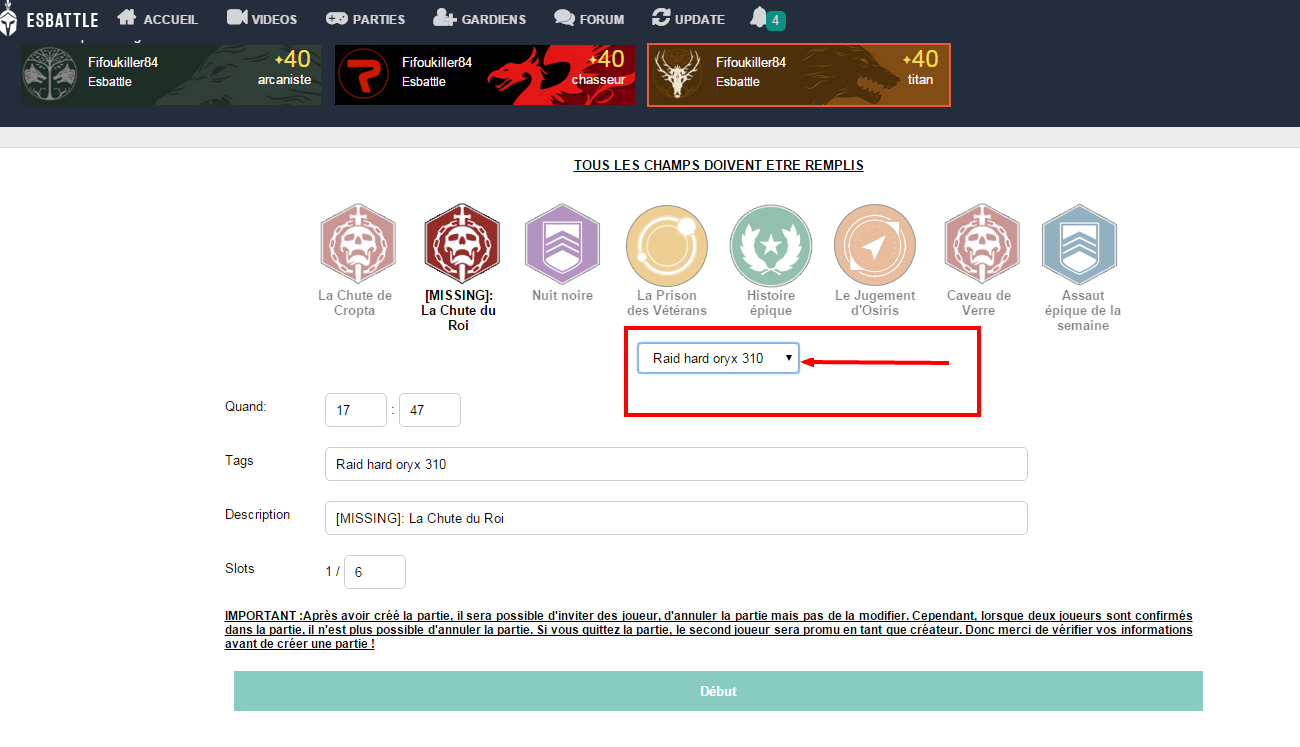 ESBATTLE ACCUEIL VIDEOS PARTIES GARDIENS FORUM UPDATE 4
Fifoukiller84 +40
Esbattle arcaniste
Fifoukiller84 +40
Esbattle chasseur
Fifoukiller84 +40
Esbattle titan
TOUS LES CHAMPS DOIVENT ETRE REMPLIS
La Chute de
Cropta
[MISSING]:
La Chute du
Roi
Nuit noire
La Prison
des Vétérans
Histoire
épique
Le Jugement
d'Osiris
Caveau de
Verre
Assaut
épique de la
semaine
Raid hard oryx 310
Quand: 17 : 47
Tags Raid hard oryx 310
Description [MISSING]: La Chute du Roi
Slots 1 / 6
IMPORTANT :Après avoir créé la partie, il sera possible d'inviter des joueur, d'annuler la partie mais pas de la modifier. Cependant, lorsque deux joueurs sont confirmés
dans la partie, il n'est plus possible d'annuler la partie. Si vous quittez la partie, le second joueur sera promu en tant que créateur. Donc merci de vérifier vos informations
avant de créer une partie !
Début